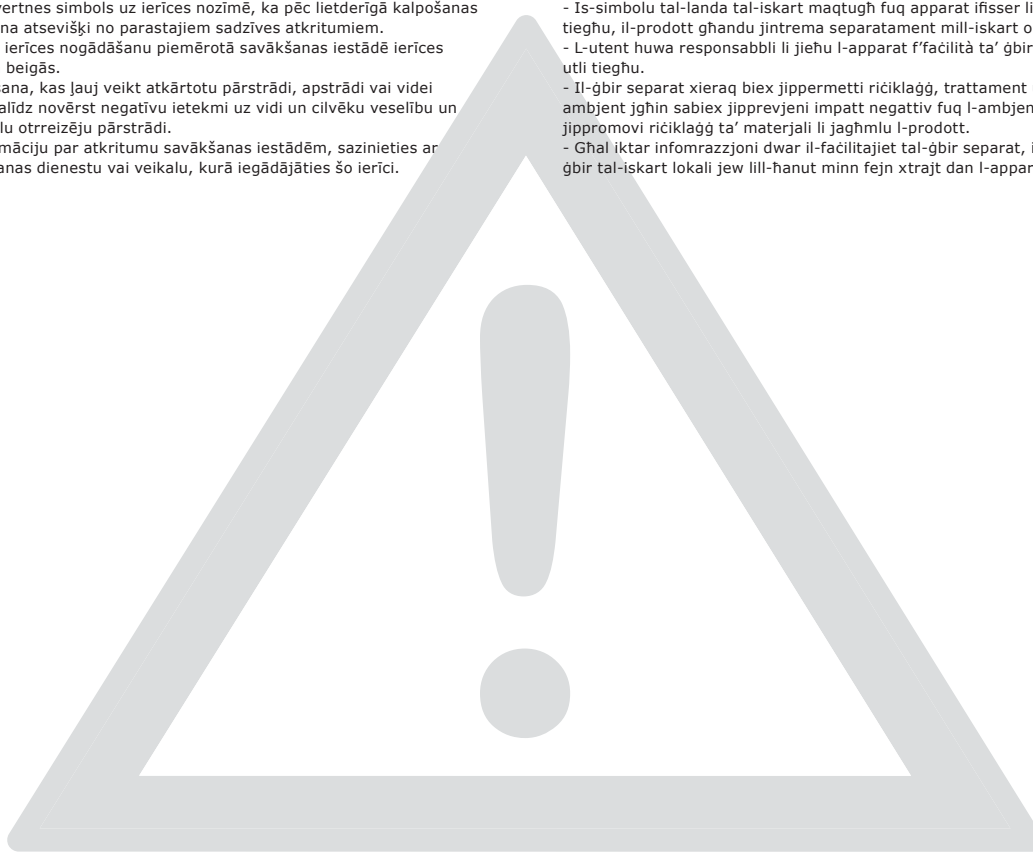 vertnes simbols uz ierīces nozīmē, ka pēc lietderīgā kalpošanas
na atsevišķi no parastajiem sadzīves atkritumiem.
ierīces nogādāšanu piemērotā savākšanas iestādē ierīces
beigās.
šana, kas ļauj veikt atkārtotu pārstrādi, apstrādi vai videi
alīdz novērst negatīvu ietekmi uz vidi un cilvēku veselību un
lu otrreizēju pārstrādi.
māciju par atkritumu savākšanas iestādēm, sazinieties ar
anas dienestu vai veikalu, kurā iegādājāties šo ierīci.
- Is-simbolu tal-landa tal-iskart maqtugħ fuq apparat ifisser li
tiegħu, il-prodott għandu jintrema separatament mill-iskart o
- L-utent huwa responsabbli li jieħu l-apparat f'faċilità ta' ġbir
utli tiegħu.
- Il-ġbir separat xieraq biex jippermetti riċiklaġġ, trattament
ambjent jgħin sabiex jipprevjeni impatt negattiv fuq l-ambjen
jippromovi riċiklaġġ ta' materjali li jagħmlu l-prodott.
- Għal iktar infomrazzjoni dwar il-faċilitajiet tal-ġbir separat, i
ġbir tal-iskart lokali jew lill-ħanut minn fejn xtrajt dan l-appar